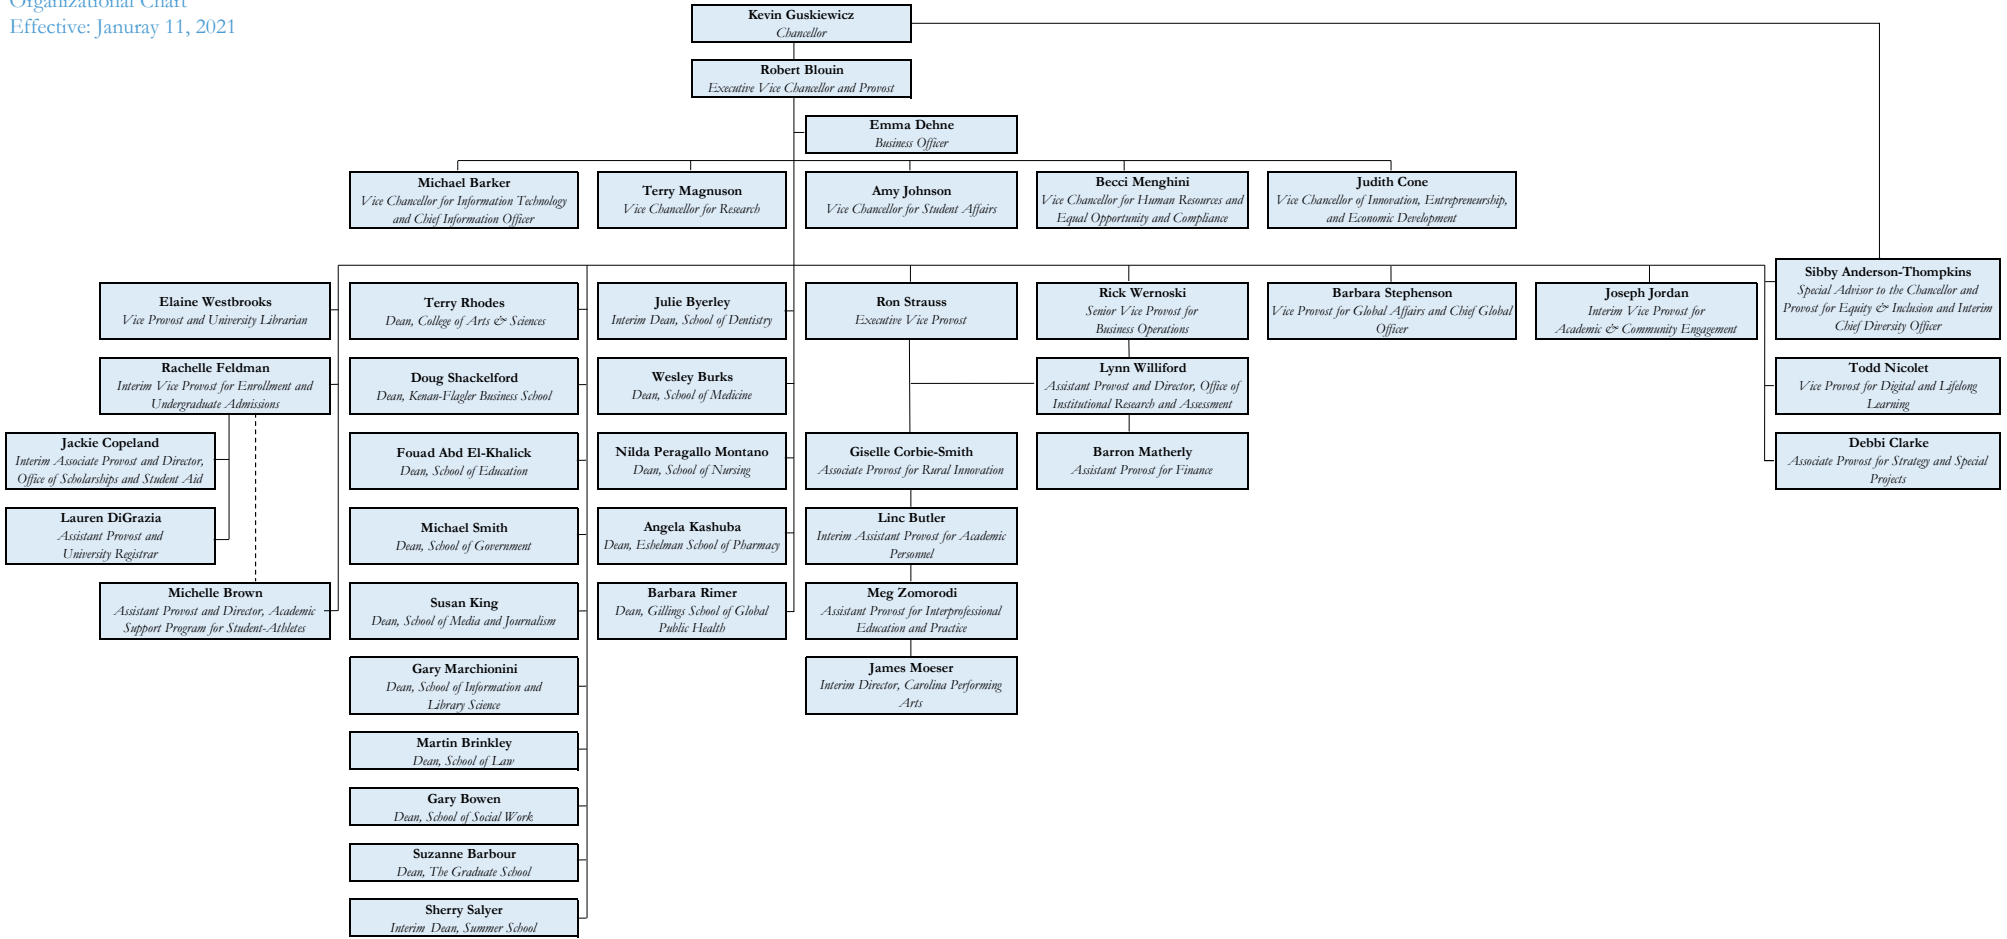 Organizational Chart
Effective: Januray 11, 2021
Kevin Guskiewicz
Chancellor
Robert Blouin
Executive Vice Chancellor and Provost
Emma Dehne
Business Officer
Michael Barker
Vice Chancellor for Information Technology
and Chief Information Officer
Terry Magnuson
Vice Chancellor for Research
Amy Johnson
Vice Chancellor for Student Affairs
Becci Menghini
Vice Chancellor for Human Resources and
Equal Opportunity and Compliance
Judith Cone
Vice Chancellor of Innovation, Entrepreneurship,
and Economic Development
Elaine Westbrooks
Vice Provost and University Librarian
Terry Rhodes
Dean, College of Arts & Sciences
Julie Byerley
Interim Dean, School of Dentistry
Ron Strauss
Executive Vice Provost
Rick Wernoski
Senior Vice Provost for
Business Operations
Barbara Stephenson
Vice Provost for Global Affairs and Chief Global
Officer
Joseph Jordan
Interim Vice Provost for
Academic & Community Engagement
Sibby Anderson-Thompkins
Special Advisor to the Chancellor and
Provost for Equity & Inclusion and Interim
Chief Diversity Officer
Rachelle Feldman
Interim Vice Provost for Enrollment and
Undergraduate Admissions
Doug Shackelford
Dean, Kenan-Flagler Business School
Wesley Burks
Dean, School of Medicine
Lynn Williford
Assistant Provost and Director, Office of
Institutional Research and Assessment
Todd Nicolet
Vice Provost for Digital and Lifelong
Learning
Jackie Copeland
Interim Associate Provost and Director,
Office of Scholarships and Student Aid
Fouad Abd El-Khalick
Dean, School of Education
Nilda Peragallo Montano
Dean, School of Nursing
Giselle Corbie-Smith
Associate Provost for Rural Innovation
Barron Matherly
Assistant Provost for Finance
Debbi Clarke
Associate Provost for Strategy and Special
Projects
Lauren DiGrazia
Assistant Provost and
University Registrar
Michael Smith
Dean, School of Government
Angela Kashuba
Dean, Eshelman School of Pharmacy
Linc Butler
Interim Assistant Provost for Academic
Personnel
Michelle Brown
Assistant Provost and Director, Academic
Support Program for Student-Athletes
Susan King
Dean, School of Media and Journalism
Barbara Rimer
Dean, Gillings School of Global
Public Health
Meg Zomorodi
Assistant Provost for Interprofessional
Education and Practice
Gary Marchionini
Dean, School of Information and
Library Science
James Moeser
Interim Director, Carolina Performing
Arts
Martin Brinkley
Dean, School of Law
Gary Bowen
Dean, School of Social Work
Suzanne Barbour
Dean, The Graduate School
Sherry Salyer
Interim Dean, Summer School